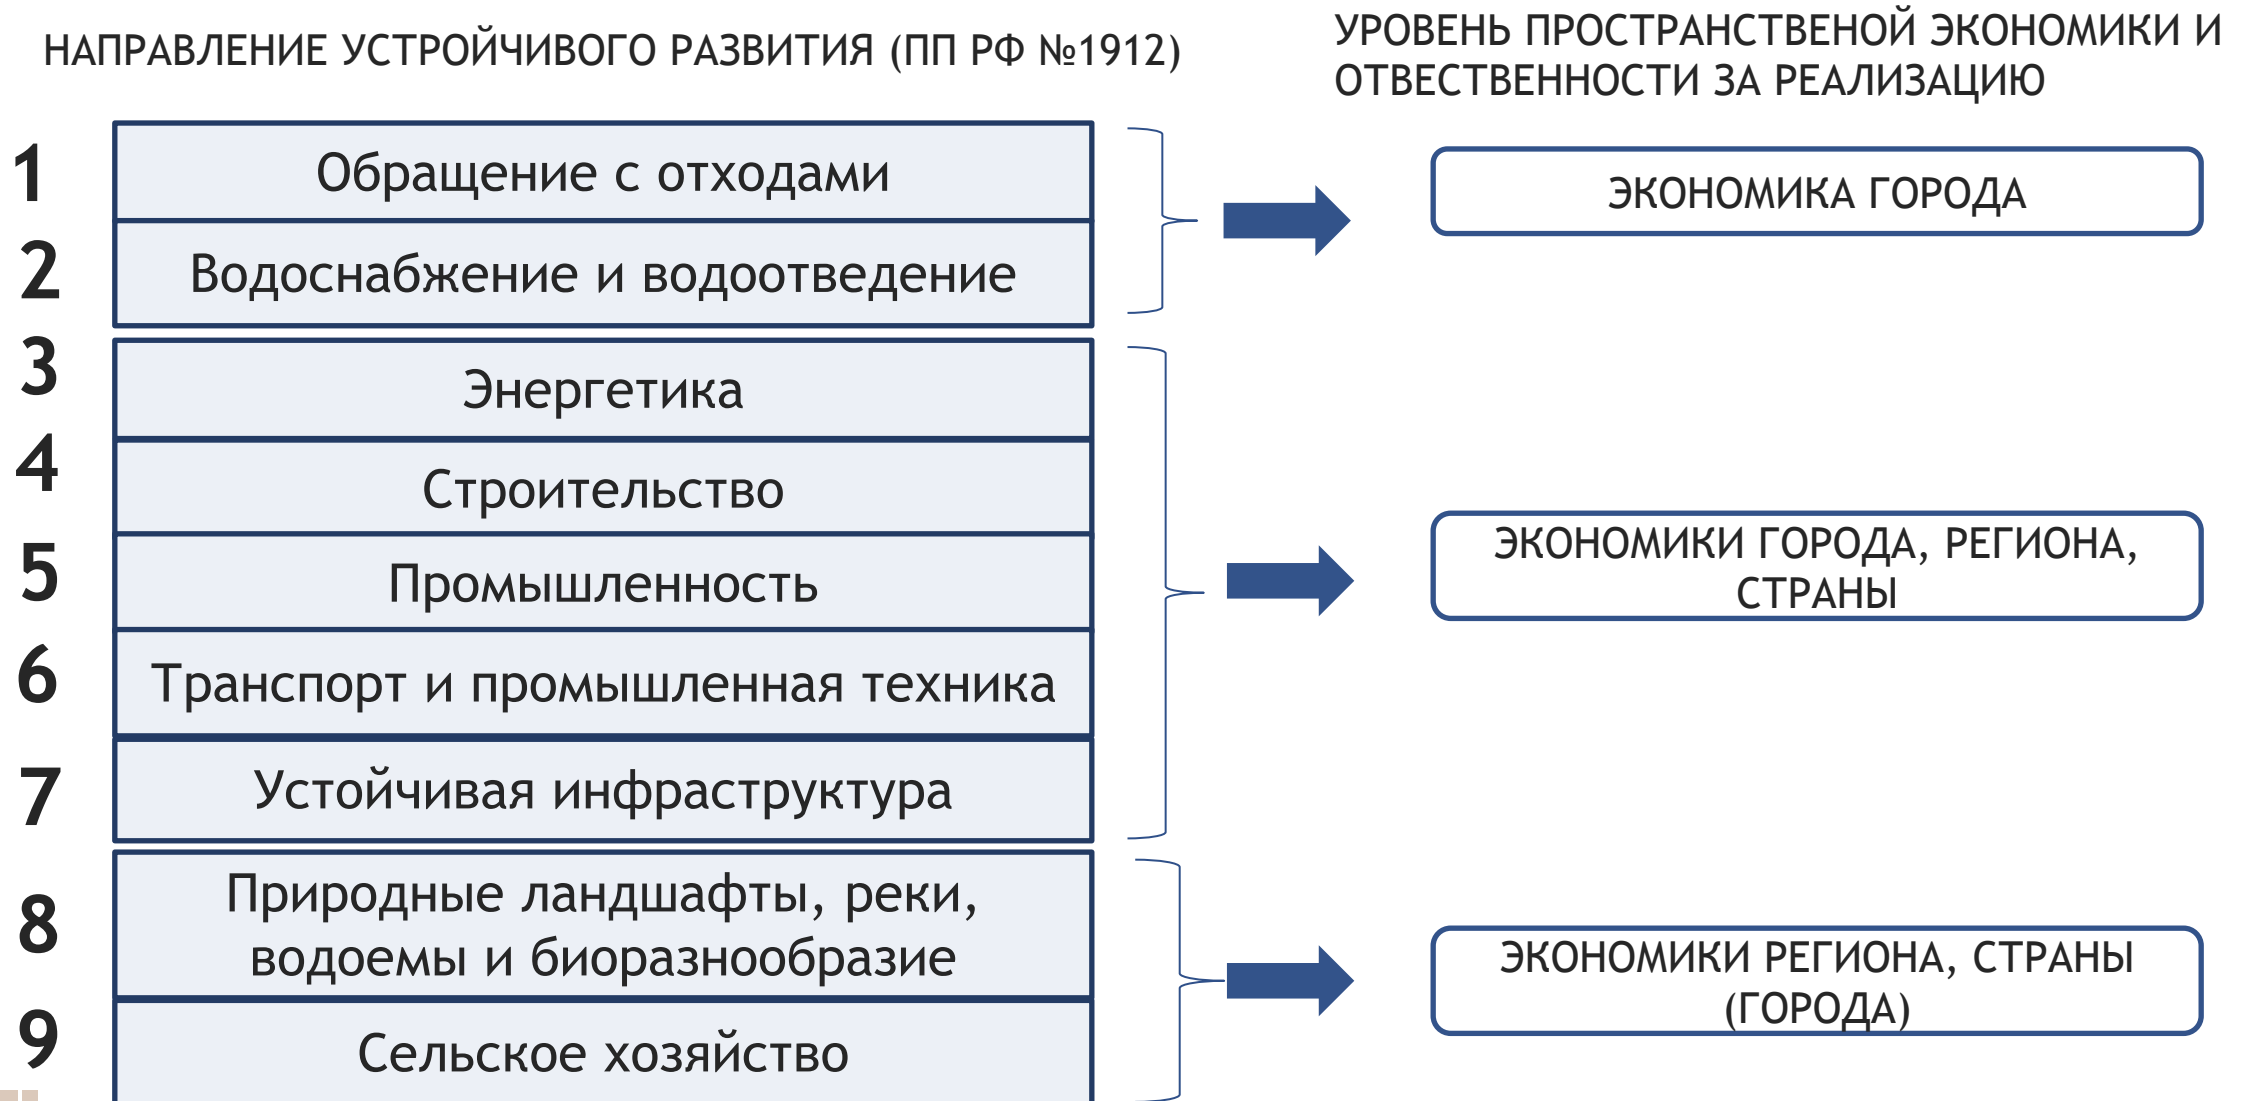 НАПРАВЛЕНИЕ УСТРОЙЧИВОГО РАЗВИТИЯ (ПП РФ №1912)
УРОВЕНЬ ПРОСТРАНСТВЕНОЙ ЭКОНОМИКИ И
ОТВЕСТВЕННОСТИ ЗА РЕАЛИЗАЦИЮ
1
Обращение с отходами
2
Водоснабжение и водоотведение
ЭКОНОМИКА ГОРОДА
3
Энергетика
4
Строительство
5
Промышленность
6
Транспорт и промышленная техника
7
Устойчивая инфраструктура
ЭКОНОМИКИ ГОРОДА, РЕГИОНА,
СТРАНЫ
8
Природные ландшафты, реки,
водоемы и биоразнообразие
9
Сельское хозяйство
ЭКОНОМИКИ РЕГИОНА, СТРАНЫ
(ГОРОДА)